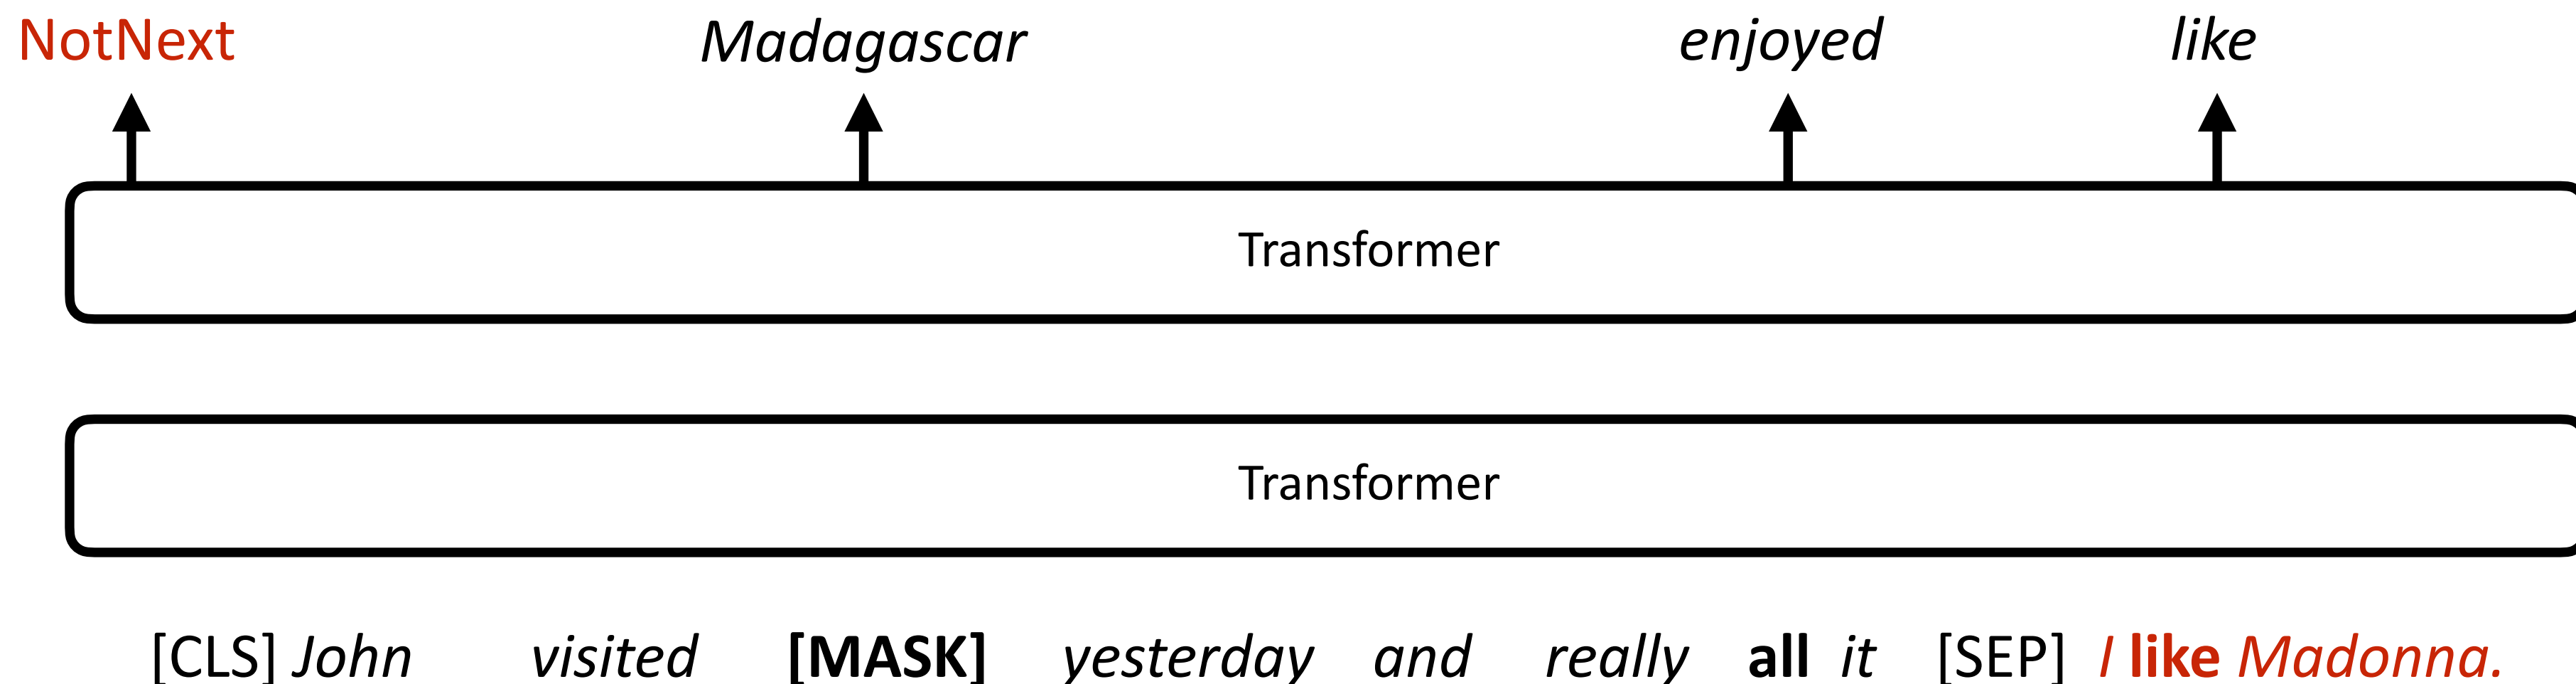 NotNext Madagascar enjoyed like
Transformer
Transformer
[CLS] John visited [MASK] yesterday and really all it [SEP] I like Madonna.